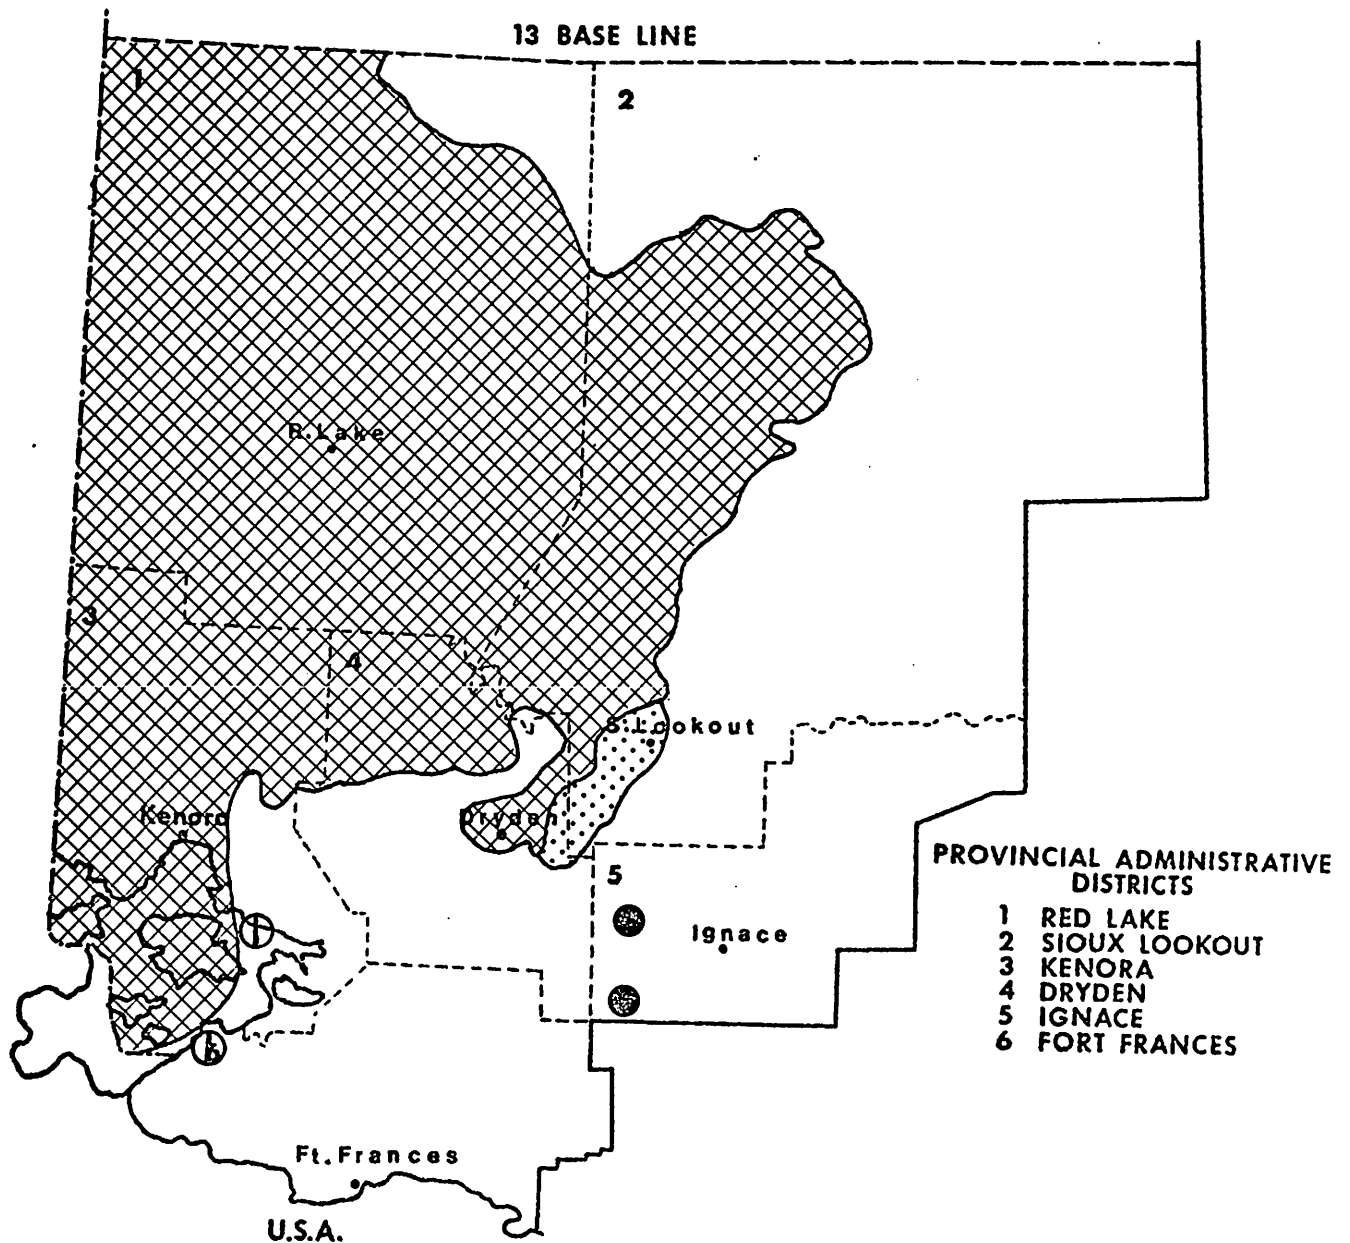 13 BASE LINE
1
2
R.Lake
3
4
S.Lookout
Kenora
Dryden
5
Ignace
PROVINCIAL ADMINISTRATIVE
DISTRICTS
1 RED LAKE
2 SIOUX LOOKOUT
3 KENORA
4 DRYDEN
5 IGNACE
6 FORT FRANCES
Ft.Frances
U.S.A.